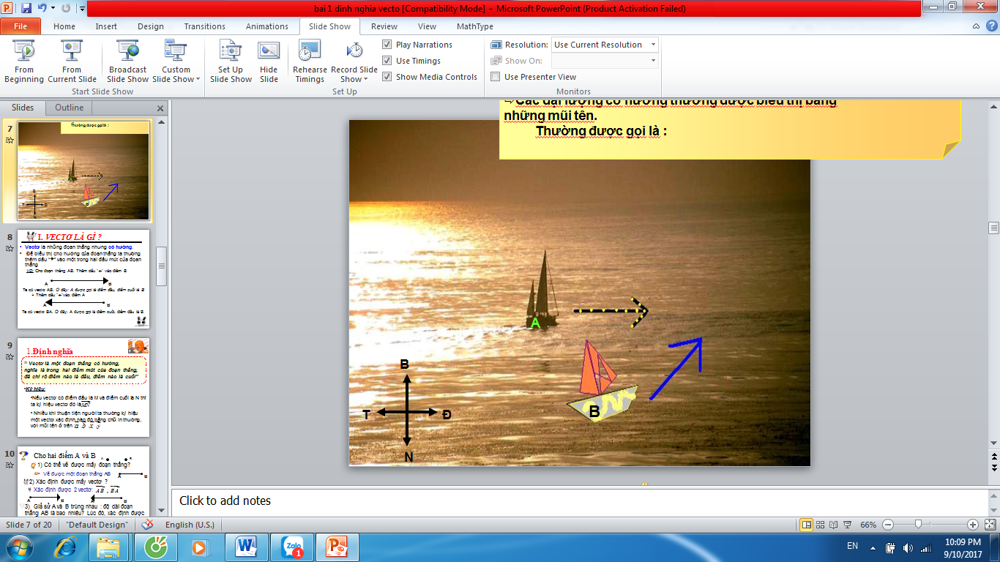 bai 1 dinh nghia vecto [Compatibility Mode] - Microsoft PowerPoint (Product Activation Failed)
File Home Insert Design Transitions Animations Slide Show Review View MathType
From Beginning
From Current Slide
Broadcast Slide Show
Custom Slide Show
Start Slide Show
Set Up Slide Show
Hide Slide
Rehearse Timings
Record Slide Show
Play Narrations
Use Timings
Show Media Controls
Set Up
Resolution: Use Current Resolution
Show On:
Use Presenter View
Monitors
Slides Outline
7
Thường được gọi là :
A
B
B
T Đ
N
8
I. VECTƠ LÀ GÌ ?
• Vectơ là những đoạn thẳng nhưng có hướng.
• Để biểu thị cho hướng của đoạn thẳng ta thường
thêm dấu "➔" vào một trong hai đầu mút của đoạn
thẳng
VD: Cho đoạn thẳng AB. Thêm dấu "➔" vào điểm B
A B
Ta có vectơ AB. Ở đây: A được gọi là điểm đầu, điểm cuối là B
+ Thêm dấu "➔" vào điểm A
A B
Ta có vectơ BA. Ở đây: A được gọi là điểm cuối, điểm đầu là B
9
1.Định nghĩa
" Vectơ là một đoạn thẳng có hướng,
nghĩa là trong hai điểm mút của đoạn thẳng,
đã chỉ rõ điểm nào là đầu, điểm nào là cuối"
•Ký hiệu:
•Nếu vectơ có điểm đầu là M và điểm cuối là N thì
ta ký hiệu vectơ đó là MN
• Nhiều khi thuận tiện người ta thường ký hiệu
một vectơ xác định nào đó bằng chữ in thường,
với mũi tên ở trên a b x y
10
Cho hai điểm A và B A B
1) Có thể vẽ được mấy đoạn thẳng?
Vẽ được một đoạn thẳng AB A B
2) Xác định được mấy vectơ ?
Xác định được 2 vectơ: AB , BA
A B A B
3) Giả sử A và B trùng nhau : độ dài đoạn
thẳng AB là bao nhiêu? Lúc đó, xác định được
⇨Các đại lượng có hướng thường được biểu thị bằng
những mũi tên.
Thường được gọi là :
A
B
B
T Đ
N
Click to add notes
Slide 7 of 20 "Default Design" English (U.S.) 66%
Zalo 1
EN
10:09 PM
9/10/2017